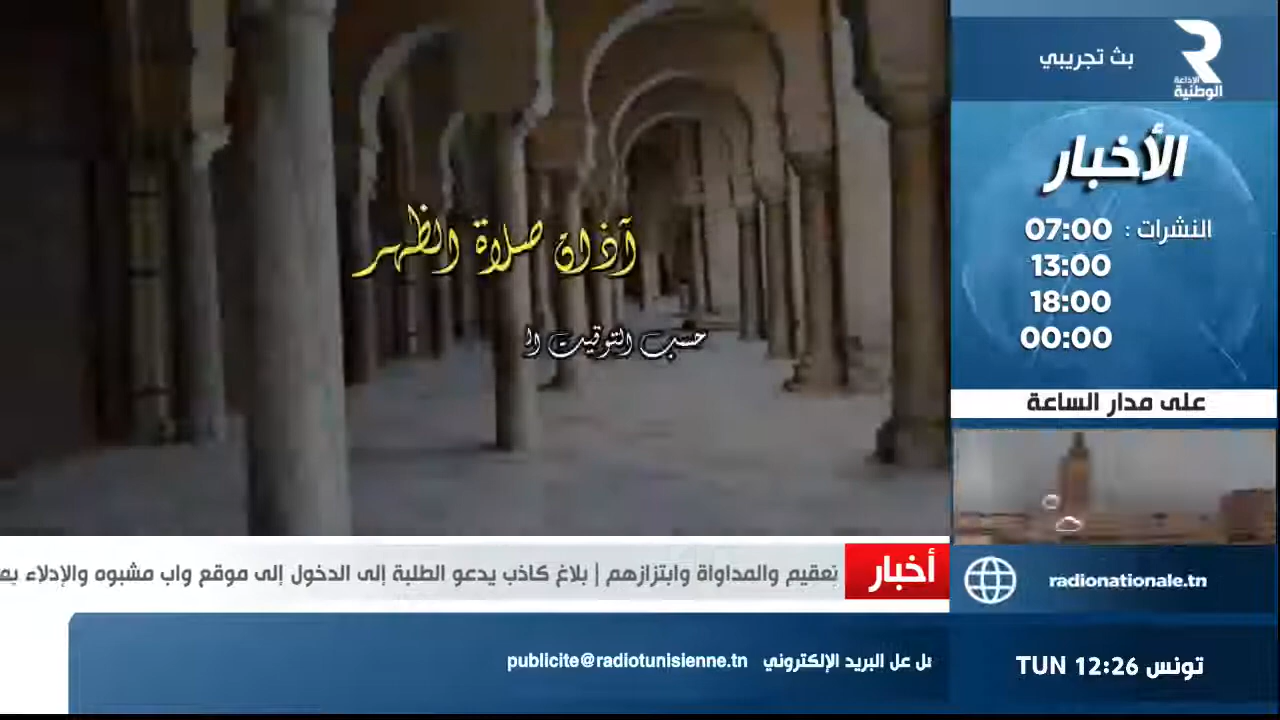 بث تجريبي
الإذاعة
الوطنية
الأخبار
النشرات : 07:00
13:00
18:00
00:00
على مدار الساعة
آذان صلاة الظهر
حسب التوقيت
أخبار
والمداواة وابتزازهم | بلاغ كاذب يدعو الطلبة إلى الدخول إلى موقع واب مشبوه والإدلاء
radionationale.tn
عل البريد الإلكتروني publicite@radiotunisienne.tn
تونس TUN 12:26